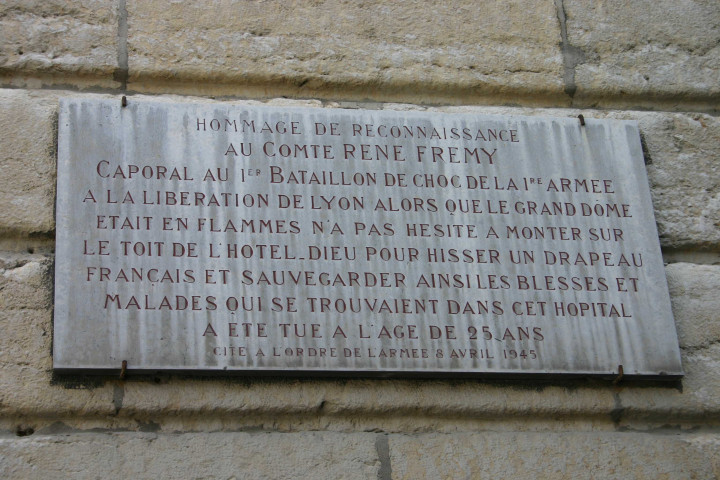 HOMMAGE DE RECONNAISSANCE
AU COMTE RENE FREMY
CAPORAL AU 1ER BATAILLON DE CHOC DE LA 1RE ARMEE
A LA LIBERATION DE LYON ALORS QUE LE GRAND DÔME
ETAIT EN FLAMMES N'A PAS HESITE A MONTER SUR
LE TOIT DE L'HOTEL-DIEU POUR HISSER UN DRAPEAU
FRANÇAIS ET SAUVEGARDER AINSI LES BLESSES ET
MALADES QUI SE TROUVAIENT DANS CET HOPITAL
A ETE TUE A L'AGE DE 25 ANS
CITE A L'ORDRE DE L'ARMEE 8 AVRIL 1945